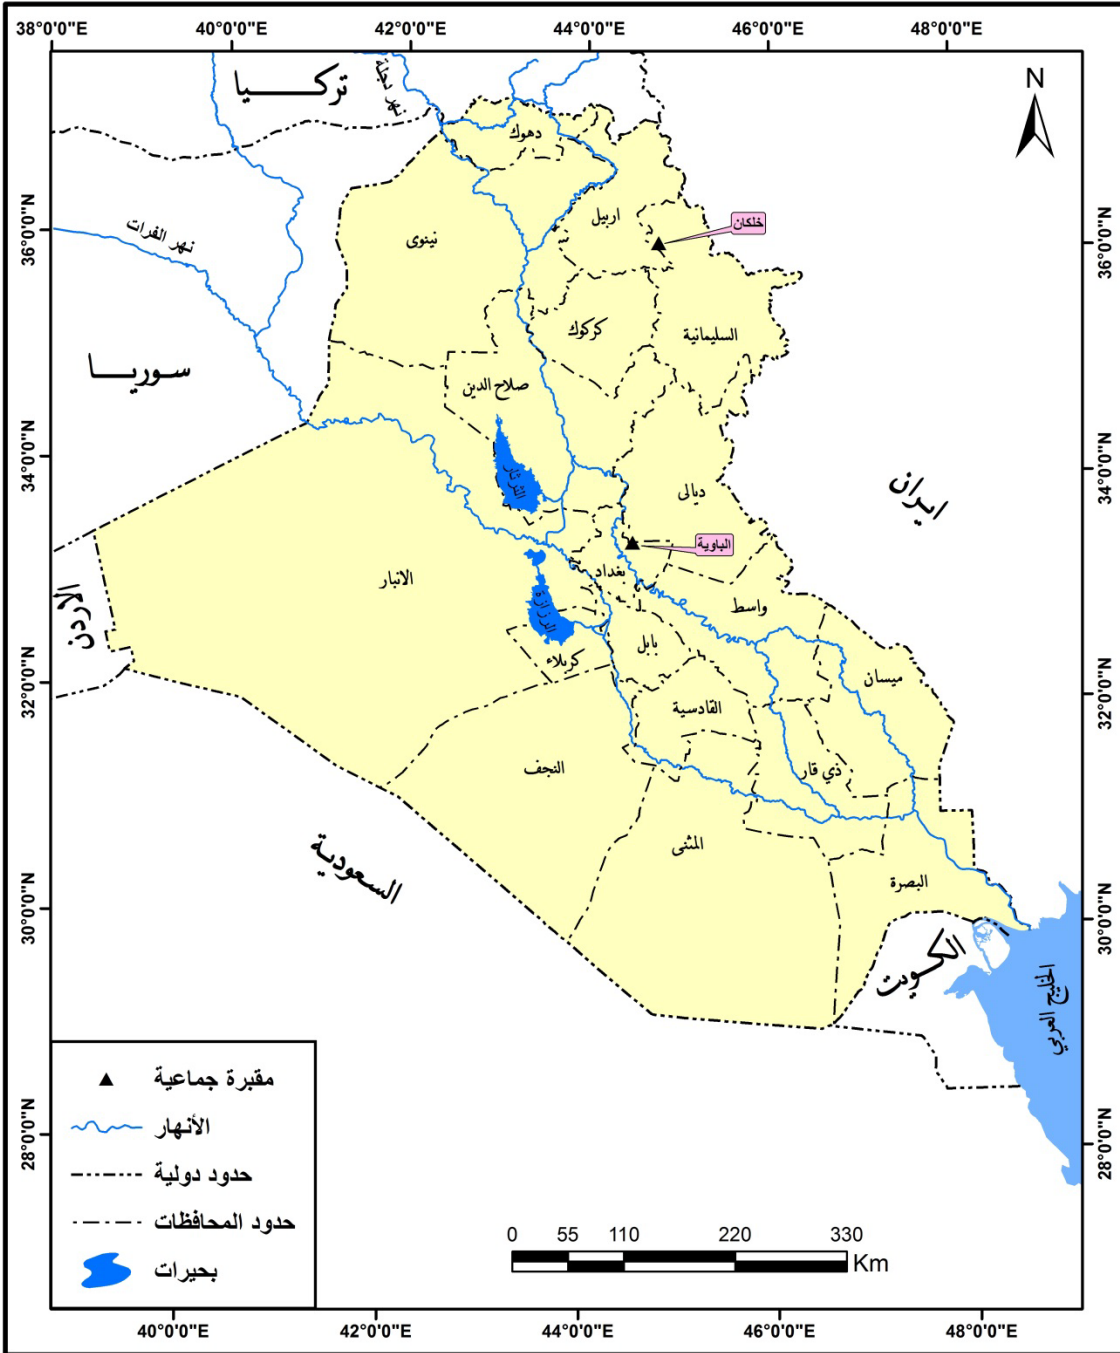 38°0'0"E 40°0'0"E 42°0'0"E 44°0'0"E 46°0'0"E 48°0'0"E
تركيا
نهر دجلة
N
دهوك
36°0'0"N
36°0'0"N
اربيل
خلكان
نينوى
نهر الفرات
كركوك
السليمانية
سوريا
صلاح الدين
34°0'0"N
34°0'0"N
الثرثار
ديالى
ايران
الباوية
بغداد
الانبار
الرزازة
واسط
الاردن
بابل
كربلاء
ميسان
32°0'0"N
32°0'0"N
القادسية
النجف
ذي قار
المثنى
السعودية
البصرة
30°0'0"N
30°0'0"N
الكويت
الخليج العربي
مقبرة جماعية
الأنهار
حدود دولية
حدود المحافظات
بحيرات
28°0'0"N
28°0'0"N
0 55 110 220 330
Km
40°0'0"E 42°0'0"E 44°0'0"E 46°0'0"E 48°0'0"E